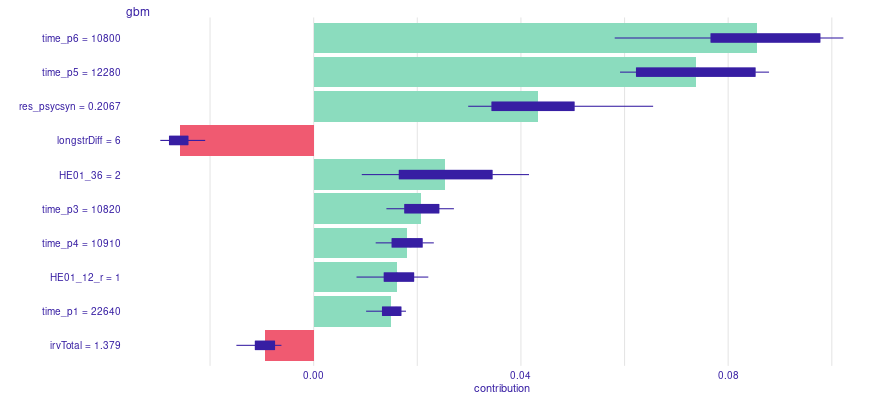 gbm
time_p6 = 10800
time_p5 = 12280
res_psycsyn = 0.2067
longstrDiff = 6
HE01_36 = 2
time_p3 = 10820
time_p4 = 10910
HE01_12_r = 1
time_p1 = 22640
irvTotal = 1.379
0.00 0.04 0.08
contribution